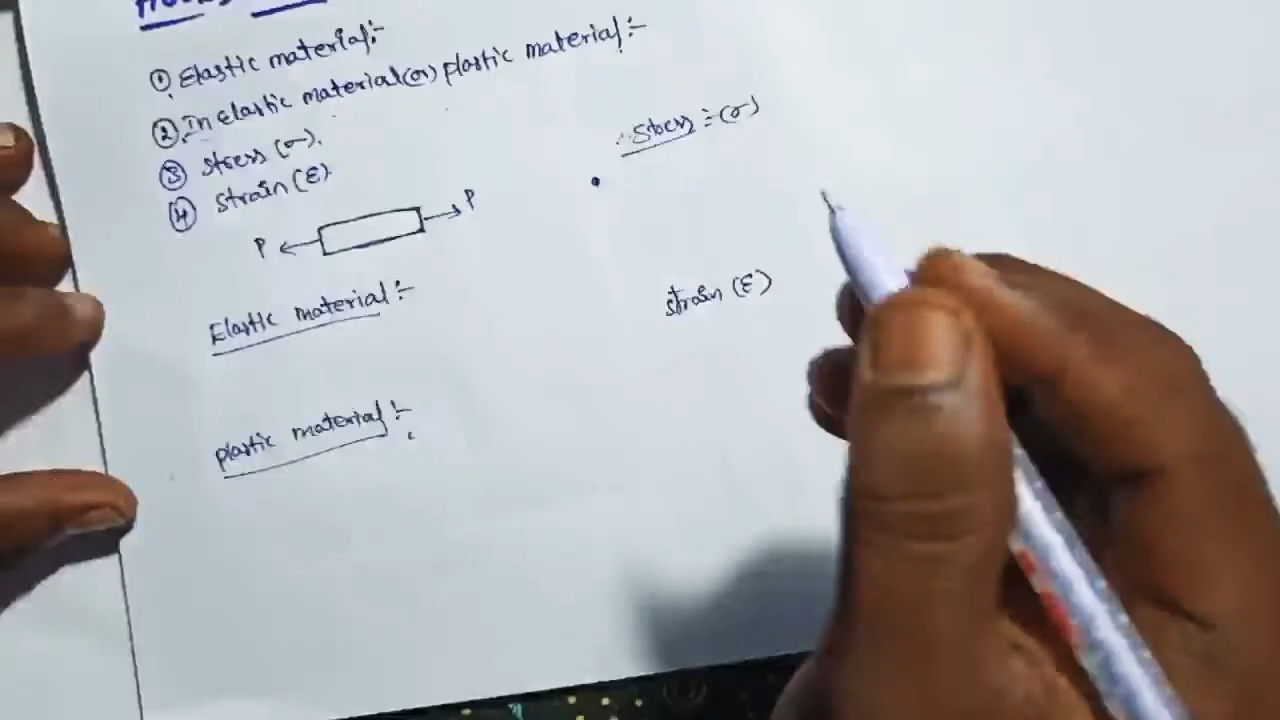 ① Elastic material:-
② In elastic material (or) plastic material:-
③ stress (σ).
④ strain (ε)
P P
Elastic material:-
plastic material:-
∴ stress :- (σ)
strain (ε)